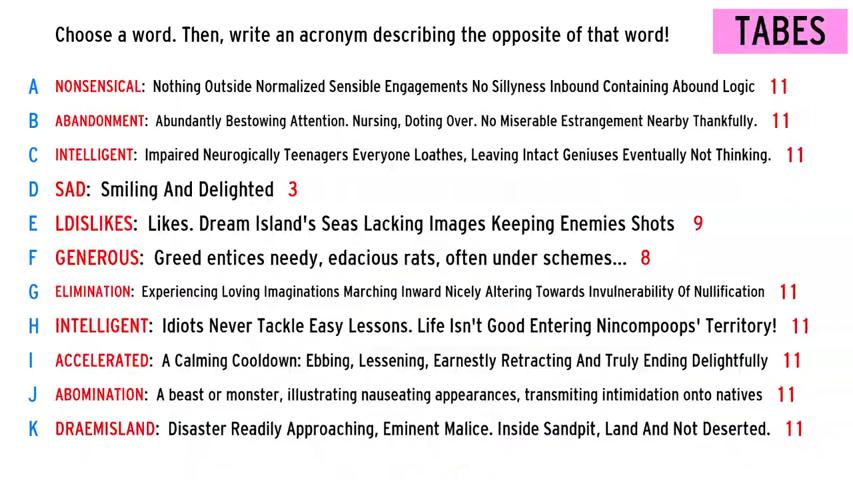 Choose a word. Then, write an acronym describing the opposite of that word!
TABES
A NONSENSICAL: Nothing Outside Normalized Sensible Engagements No Sillyness Inbound Containing Abound Logic 11
B ABANDONMENT: Abundantly Bestowing Attention. Nursing, Doting Over. No Miserable Estrangement Nearby Thankfully. 11
C INTELLIGENT: Impaired Neurogically Teenagers Everyone Loathes, Leaving Intact Geniuses Eventually Not Thinking. 11
D SAD: Smiling And Delighted 3
E LDISLIKES: Likes. Dream Island's Seas Lacking Images Keeping Enemies Shots 9
F GENEROUS: Greed entices needy, edacious rats, often under schemes... 8
G ELIMINATION: Experiencing Loving Imaginations Marching Inward Nicely Altering Towards Invulnerability Of Nullification 11
H INTELLIGENT: Idiots Never Tackle Easy Lessons. Life Isn't Good Entering Nincompoops' Territory! 11
I ACCELERATED: A Calming Cooldown: Ebbing, Lessening, Earnestly Retracting And Truly Ending Delightfully 11
J ABOMINATION: A beast or monster, illustrating nauseating appearances, transmiting intimidation onto natives 11
K DRAEMISLAND: Disaster Readily Approaching, Eminent Malice. Inside Sandpit, Land And Not Deserted. 11